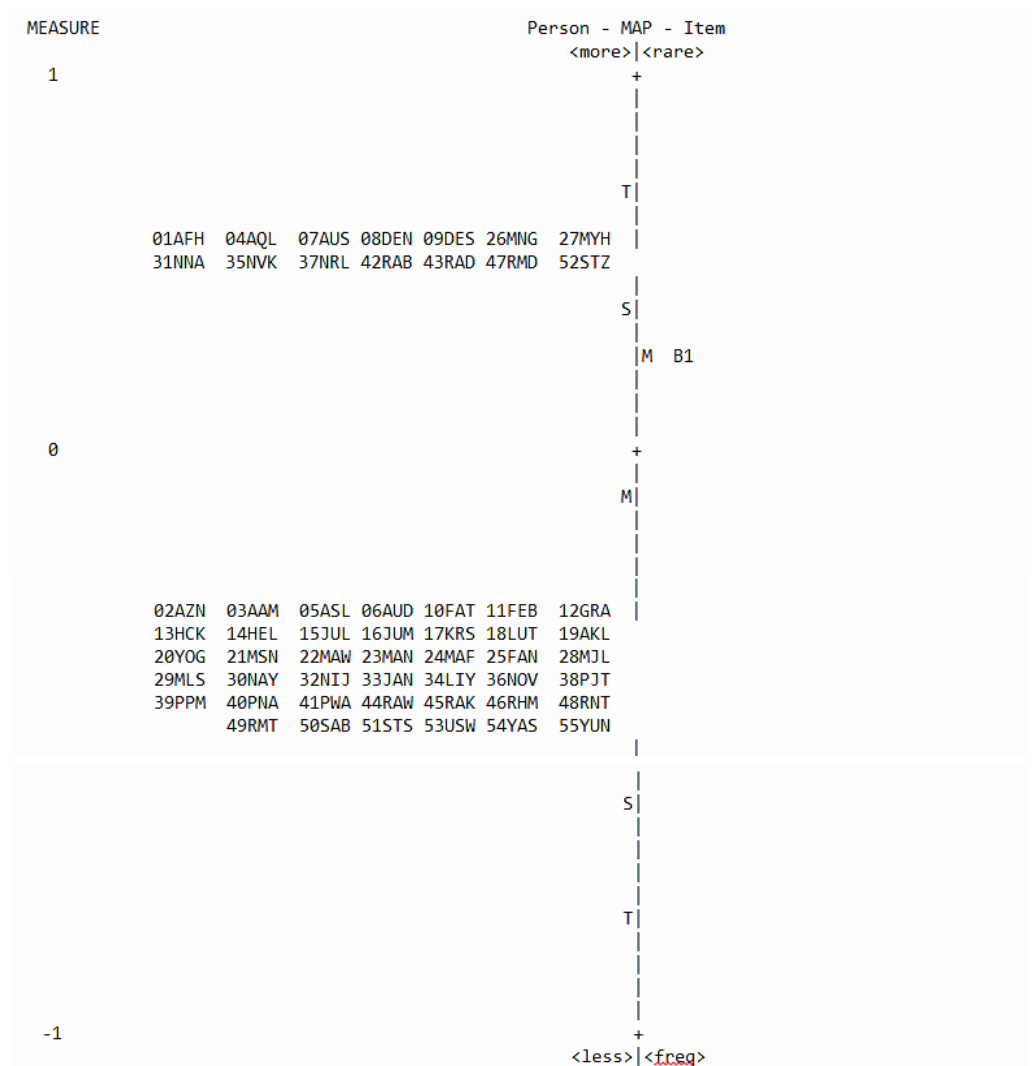 MEASURE Person - MAP - Item
<more>|<rare>
1 +
|
|
|
|
T|
|
01AFH 04AQL 07AUS 08DEN 09DES 26MNG 27MYH |
31NNA 35NVK 37NRL 42RAB 43RAD 47RMD 52STZ
|
S|
|
|M B1
|
|
|
0 +
|
M|
|
|
|
|
02AZN 03AAM 05ASL 06AUD 10FAT 11FEB 12GRA |
13HCK 14HEL 15JUL 16JUM 17KRS 18LUT 19AKL
20YOG 21MSN 22MAW 23MAN 24MAF 25FAN 28MJL
29MLS 30NAY 32NIJ 33JAN 34LIY 36NOV 38PJT
39PPM 40PNA 41PWA 44RAW 45RAK 46RHM 48RNT
49RMT 50SAB 51STS 53USW 54YAS 55YUN
|
|
S|
|
|
|
|
T|
|
|
|
|
-1 +
<less>|<freq>